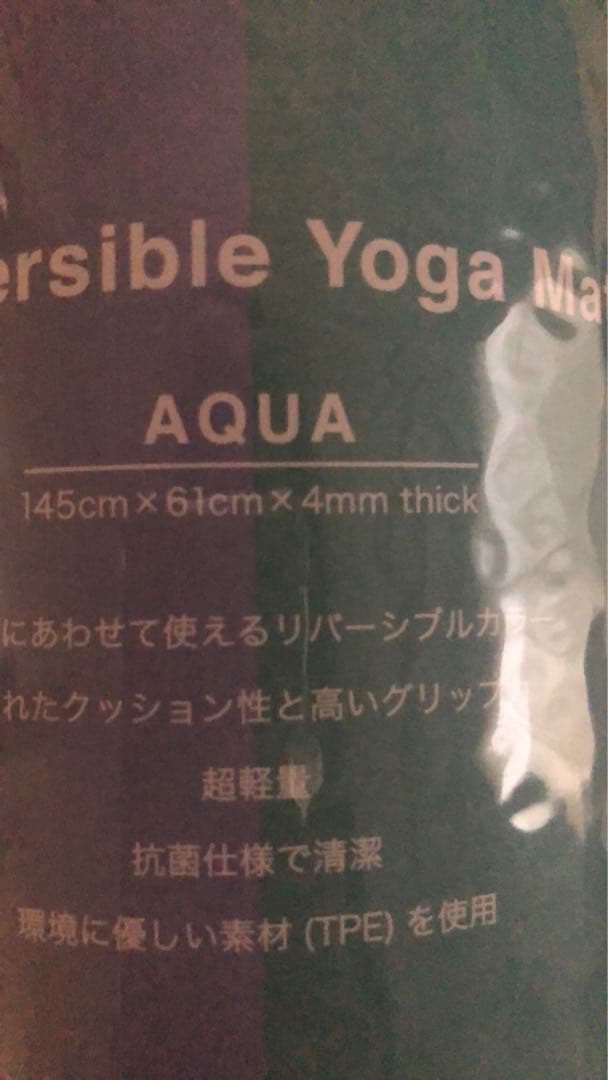 ersible Yoga Ma
AQUA
145cm×61cm×4mm thick
にあわせて使えるリバーシブルカラー
れたクッション性と高いグリップ
超軽量
抗菌仕様で清潔
環境に優しい素材 (TPE) を使用